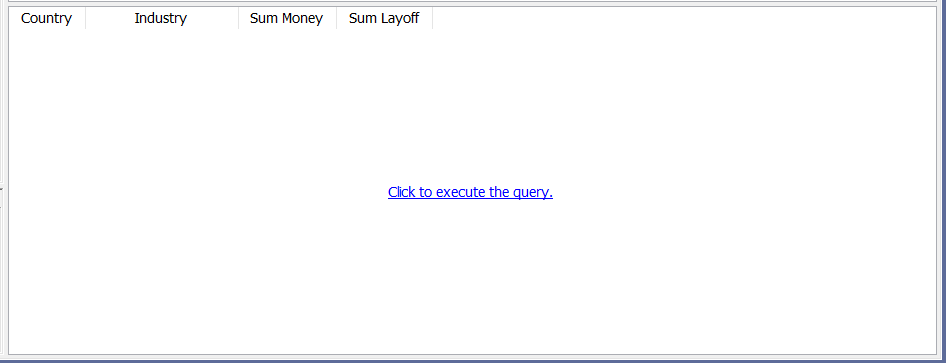 Country Industry Sum Money Sum Layoff
Click to execute the query.